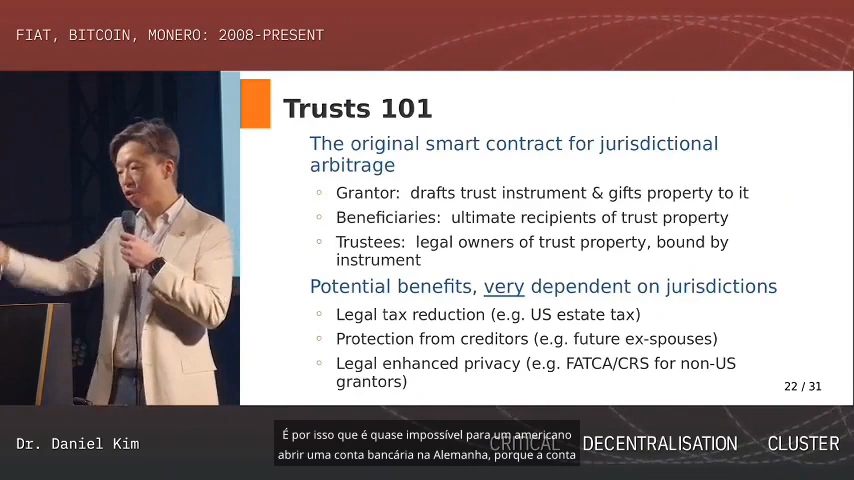 FIAT, BITCOIN, MONERO: 2008-PRESENT
Trusts 101
The original smart contract for jurisdictional
arbitrage
Grantor: drafts trust instrument & gifts property to it
Beneficiaries: ultimate recipients of trust property
Trustees: legal owners of trust property, bound by
instrument
Potential benefits, very dependent on jurisdictions
Legal tax reduction (e.g. US estate tax)
Protection from creditors (e.g. future ex-spouses)
Legal enhanced privacy (e.g. FATCA/CRS for non-US
grantors)
22 / 31
Dr. Daniel Kim
É por isso que é quase impossível para um americano
abrir uma conta bancária na Alemanha, porque a conta
CRITICAL DECENTRALISATION CLUSTER